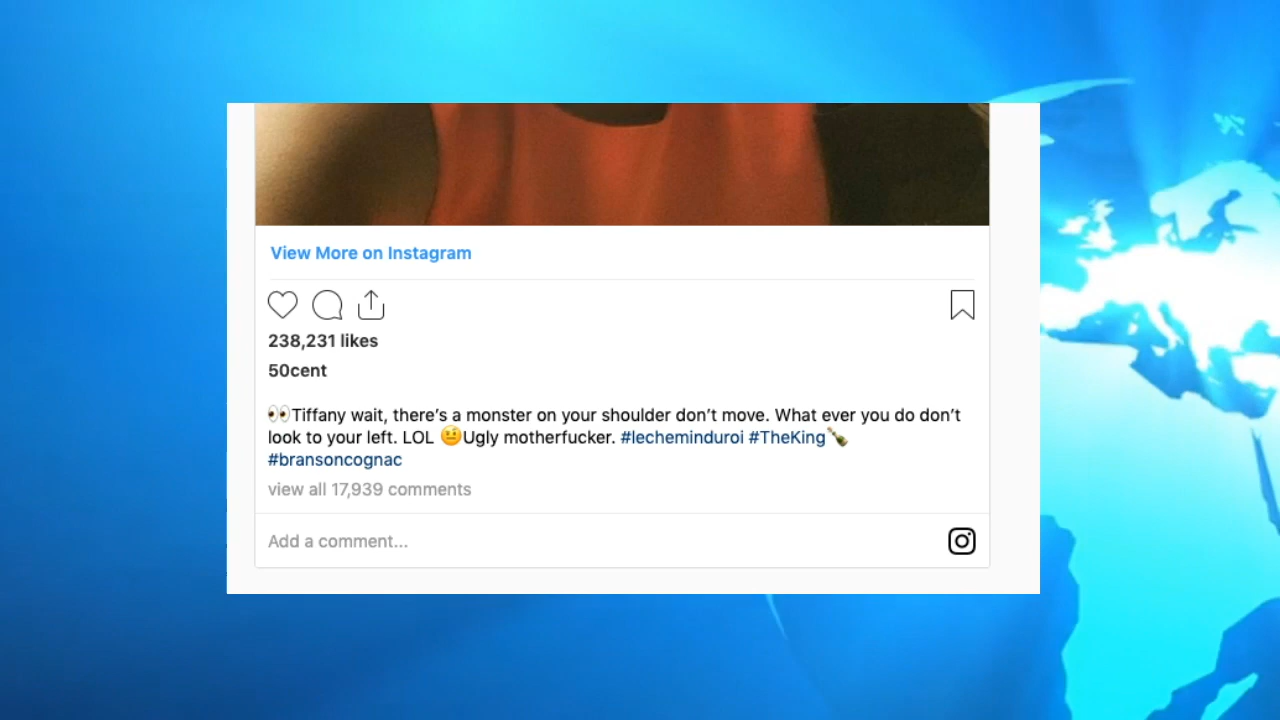 View More on Instagram
238,231 likes
50cent
👀Tiffany wait, there’s a monster on your shoulder don’t move. What ever you do don’t
look to your left. LOL 🤨Ugly motherfucker. #lecheminduroi #TheKing🍾
#bransoncognac
view all 17,939 comments
Add a comment...